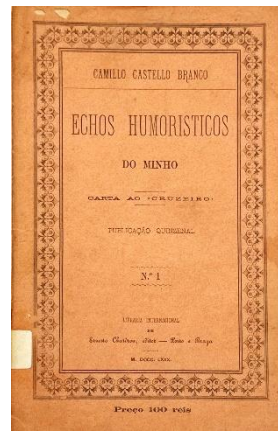 CAMILLO CASTELLO BRANCO
ECHOS HUMORISTICOS
DO MINHO
CARTA AO «CRUZEIRO»
PUBLICAÇÃO QUINZENAL
N.º 1
LIVRARIA INTERNACIONAL
DE
Ernesto Chardron, Editor — Porto e Braga
M. DCCC. LXXX.
Preço 100 reis